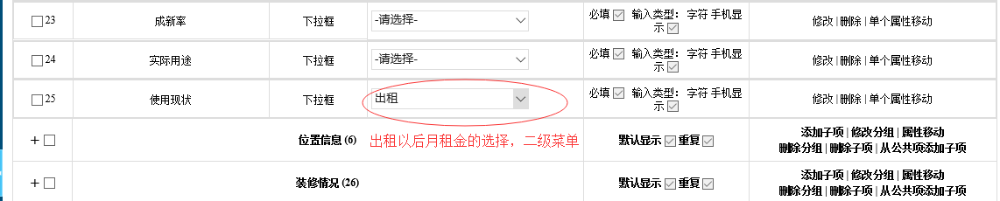 23 成新率 下拉框 -请选择- 必填 输入类型： 字符 手机显示 修改 | 删除 | 单个属性移动
24 实际用途 下拉框 -请选择- 必填 输入类型： 字符 手机显示 修改 | 删除 | 单个属性移动
25 使用现状 下拉框 出租 必填 输入类型： 字符 手机显示 修改 | 删除 | 单个属性移动
+ 位置信息 (6) 出租以后月租金的选择，二级菜单 默认显示 重复 添加子项 | 修改分组 | 属性移动
删除分组 | 删除子项 | 从公共项添加子项
+ 装修情况 (26) 默认显示 重复 添加子项 | 修改分组 | 属性移动
删除分组 | 删除子项 | 从公共项添加子项